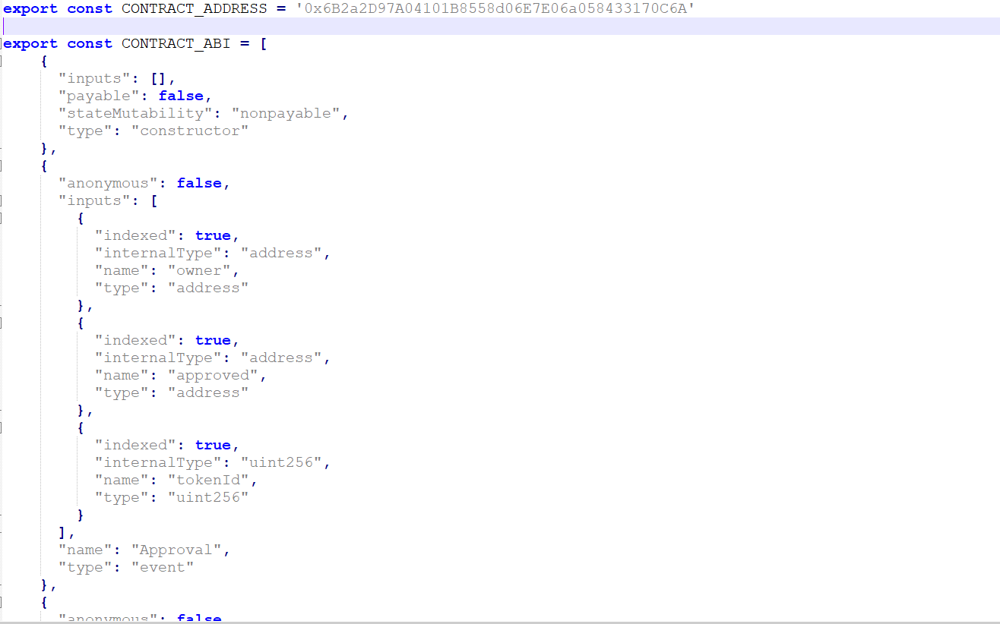 export const CONTRACT_ADDRESS = '0x6B2a2D97A04101B8558d06E7E06a058433170C6A'
export const CONTRACT_ABI = [
{
"inputs": [],
"payable": false,
"stateMutability": "nonpayable",
"type": "constructor"
},
{
"anonymous": false,
"inputs": [
{
"indexed": true,
"internalType": "address",
"name": "owner",
"type": "address"
},
{
"indexed": true,
"internalType": "address",
"name": "approved",
"type": "address"
},
{
"indexed": true,
"internalType": "uint256",
"name": "tokenId",
"type": "uint256"
}
],
"name": "Approval",
"type": "event"
},
{
"anonymous": false